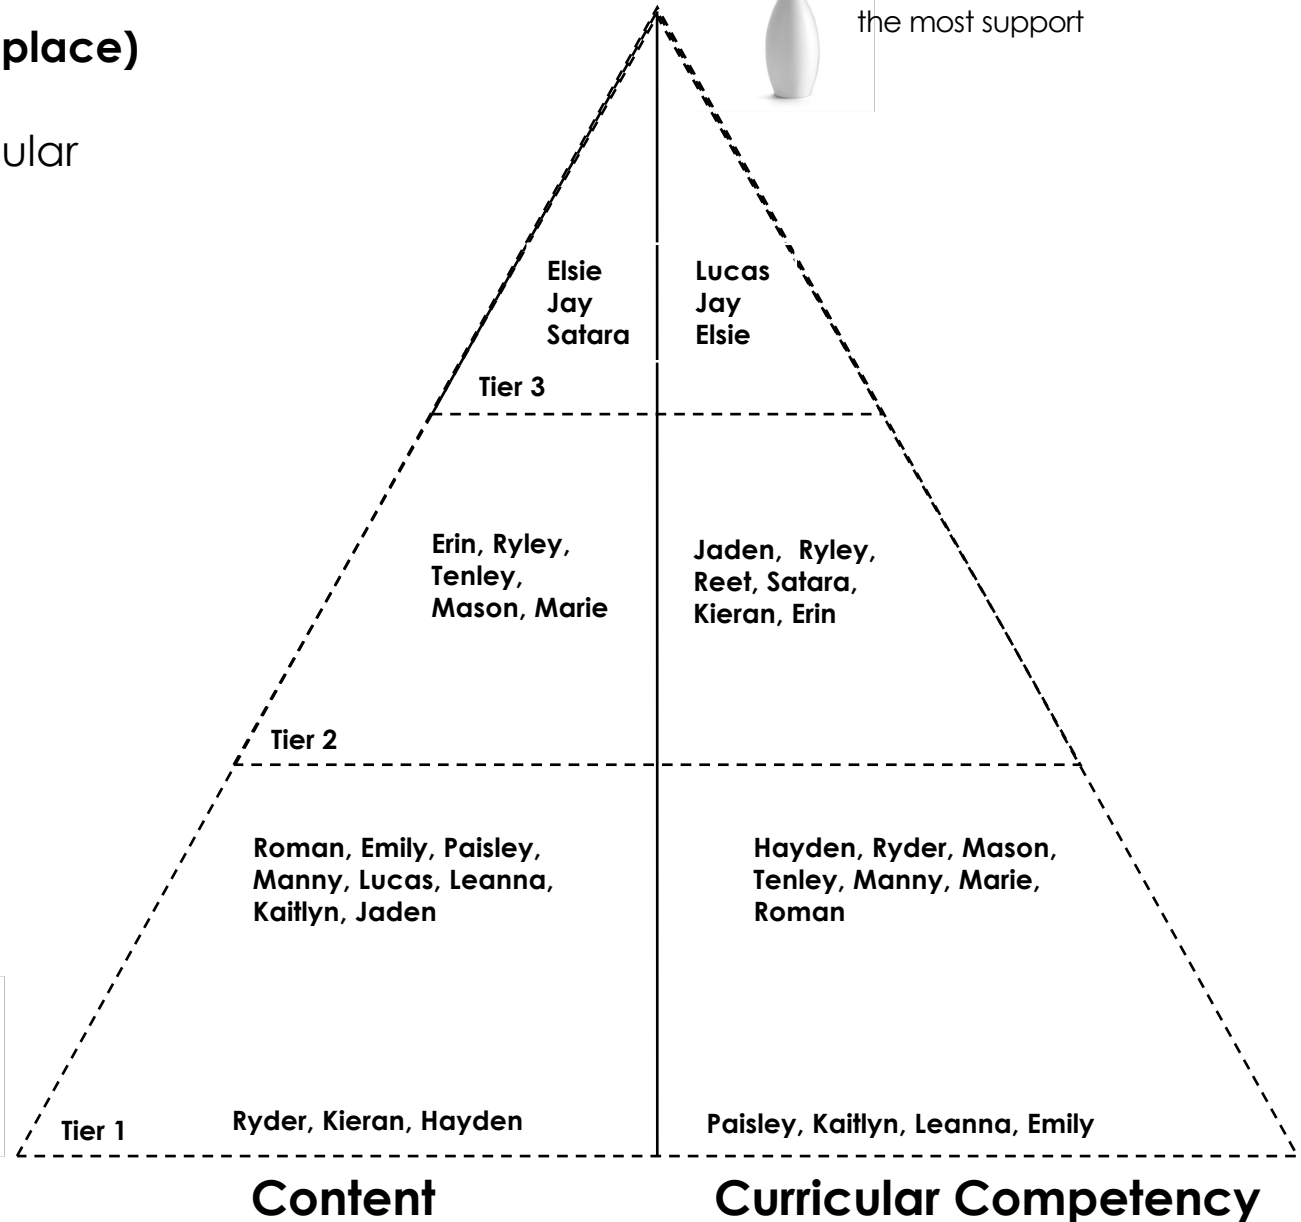 place)
the most support
ular
Elsie
Jay
Satara
Lucas
Jay
Elsie
Tier 3
Erin, Ryley,
Tenley,
Mason, Marie
Jaden,  Ryley,
Reet, Satara,
Kieran, Erin
Tier 2
Roman, Emily, Paisley,
Manny, Lucas, Leanna,
Kaitlyn, Jaden
Hayden, Ryder, Mason,
Tenley, Manny, Marie,
Roman
Tier 1
Ryder, Kieran, Hayden
Paisley, Kaitlyn, Leanna, Emily
Content
Curricular Competency